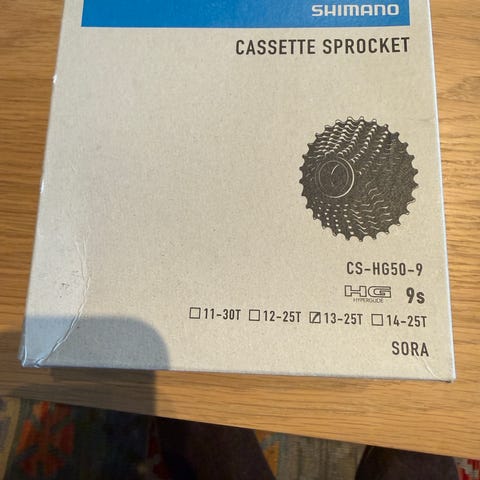 SHIMANO
CASSETTE SPROCKET
CS-HG50-9
HG 9s
HYPERGLIDE
11-30T 12-25T 13-25T 14-25T
SORA